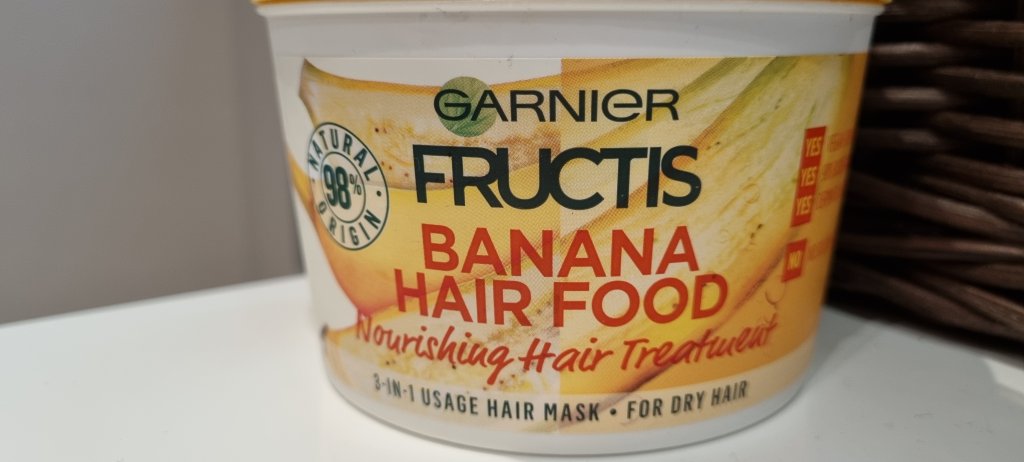 GARNIER
FRUCTIS
NATURAL
98%
ORIGIN
BANANA
HAIR FOOD
Nourishing Hair Treatment
3-IN-1 USAGE HAIR MASK • FOR DRY HAIR
YES
YES
YES
NO